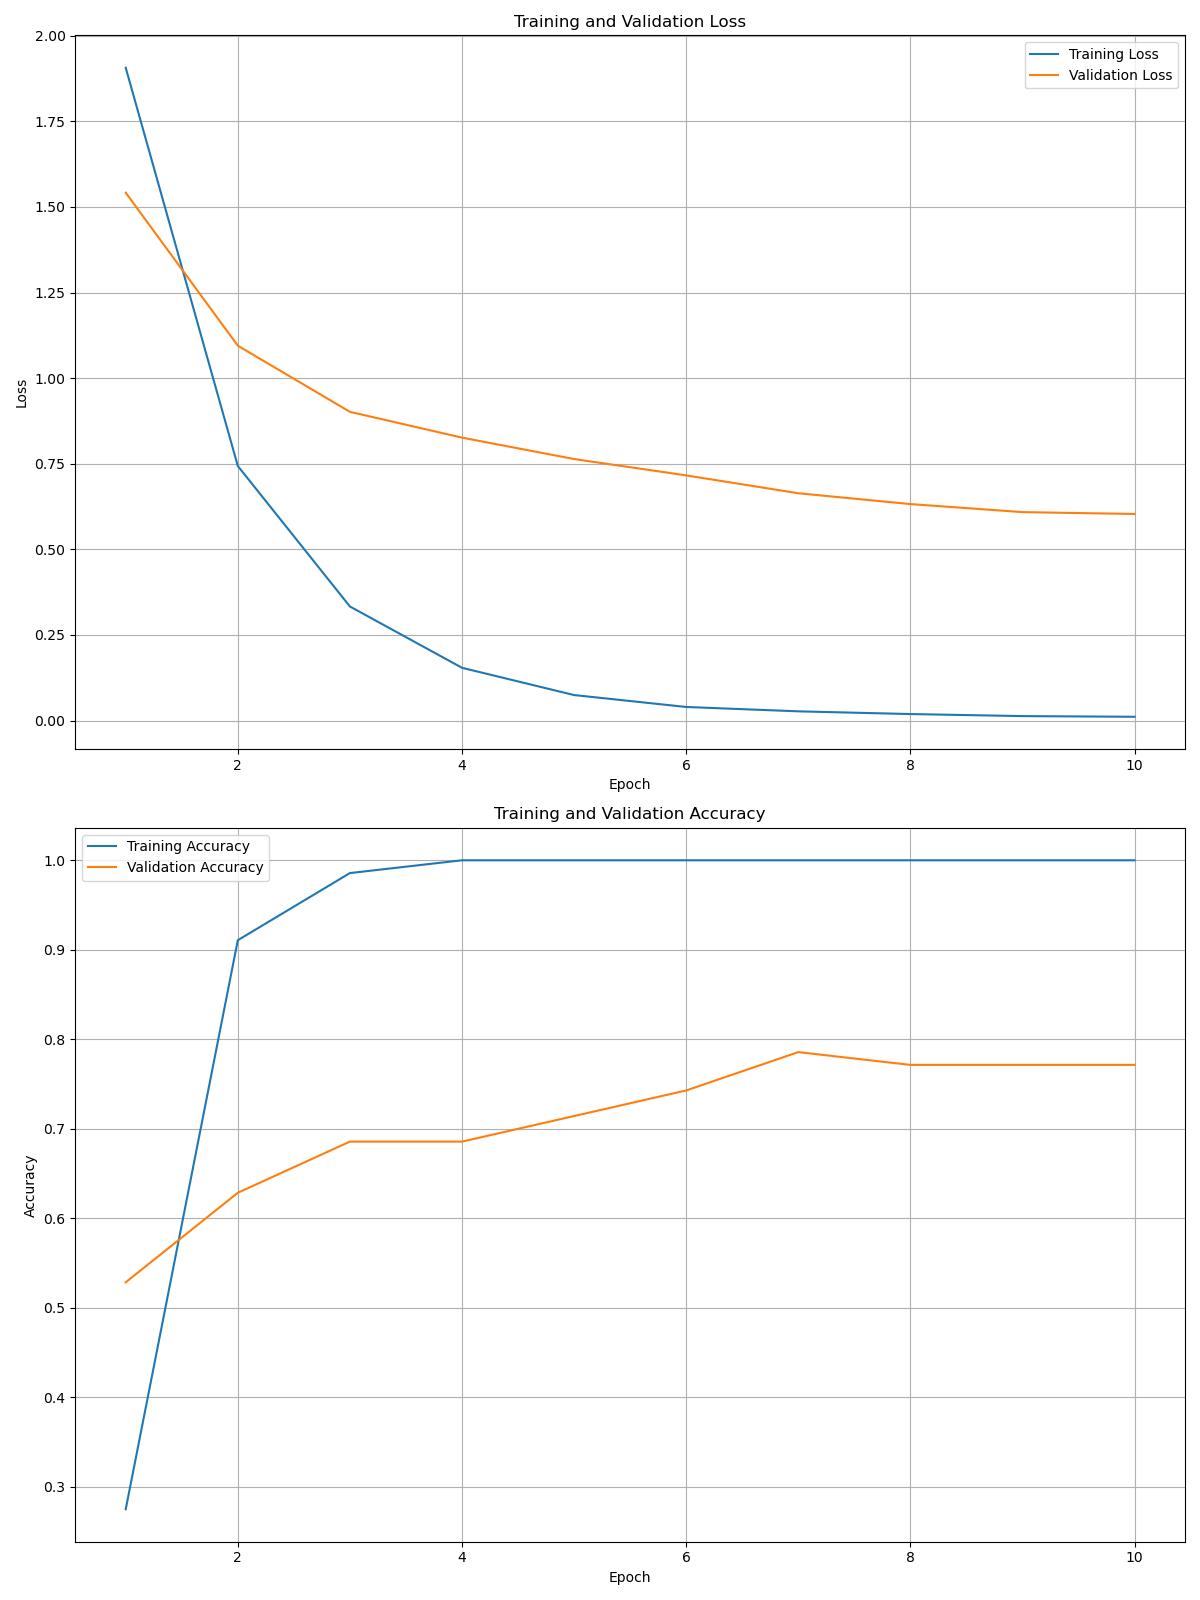 Training and Validation Loss
Training Loss
Validation Loss
2.00
1.75
1.50
1.25
1.00
0.75
0.50
0.25
0.00
Loss
2 4 6 8 10
Epoch
Training and Validation Accuracy
Training Accuracy
Validation Accuracy
1.0
0.9
0.8
0.7
0.6
0.5
0.4
0.3
Accuracy
2 4 6 8 10
Epoch